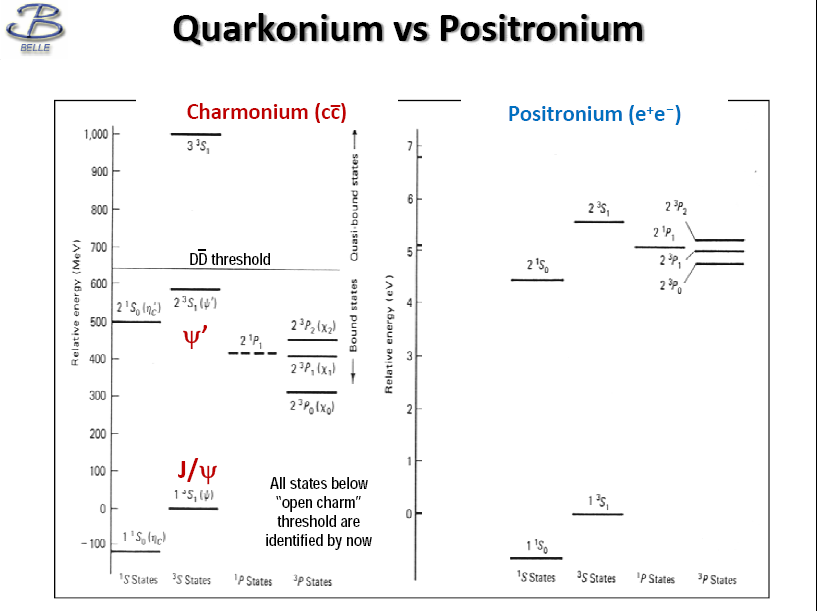 BELLE
Quarkonium vs Positronium
Charmonium (cc̅)
Positronium (e⁺e⁻)
Relative energy (MeV)
1,000
900
800
700
600
500
400
300
200
100
0
−100
3 ³S₁
DD̅ threshold
2 ¹S₀ (η꜀′)
2 ³S₁ (ψ′)
ψ’
2 ¹P₁
2 ³P₂ (χ₂)
2 ³P₁ (χ₁)
2 ³P₀ (χ₀)
J/ψ
1 ³S₁ (ψ)
1 ¹S₀ (η꜀)
All states below
“open charm”
threshold are
identified by now
Quasi-bound states
Bound states
¹S States
³S States
¹P States
³P States
Relative energy (eV)
7
6
5
4
3
2
1
0
2 ¹S₀
2 ³S₁
2 ¹P₁
2 ³P₂
2 ³P₁
2 ³P₀
1 ³S₁
1 ¹S₀
¹S States
³S States
¹P States
³P States